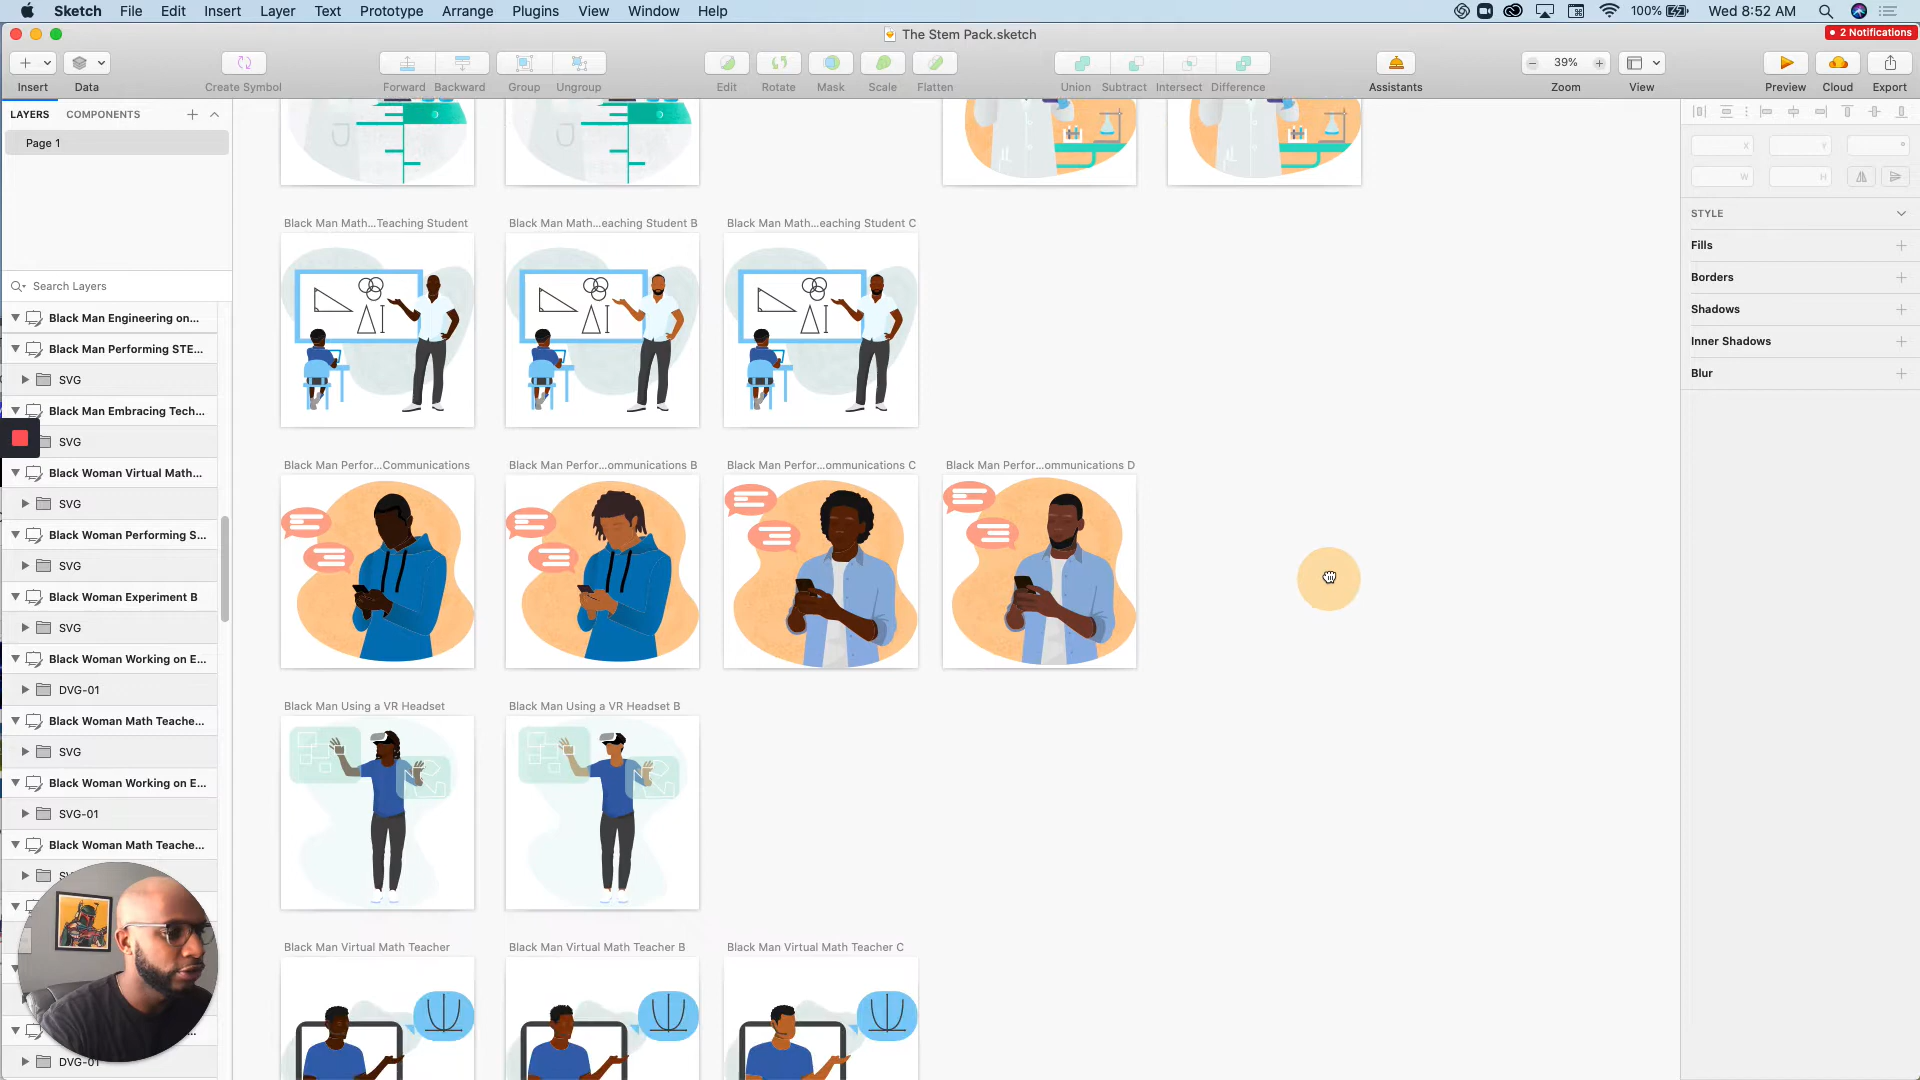 Sketch File Edit Insert Layer Text Prototype Arrange Plugins View Window Help
100% Wed 8:52 AM
The Stem Pack.sketch
2 Notifications
39%
Insert Data Create Symbol Forward Backward Group Ungroup Edit Rotate Mask Scale Flatten Union Subtract Intersect Difference Assistants Zoom View Preview Cloud Export
LAYERS COMPONENTS
Page 1
Search Layers
Black Man Engineering on...
Black Man Performing STE...
SVG
Black Man Embracing Tech...
SVG
Black Woman Virtual Math...
SVG
Black Woman Performing S...
SVG
Black Woman Experiment B
SVG
Black Woman Working on E...
DVG-01
Black Woman Math Teache...
SVG
Black Woman Working on E...
SVG-01
Black Woman Math Teache...
DVG-01
Black Man Math...Teaching Student
Black Man Math...eaching Student B
Black Man Math...eaching Student C
Black Man Perfor...Communications
Black Man Perfor...ommunications B
Black Man Perfor...ommunications C
Black Man Perfor...ommunications D
Black Man Using a VR Headset
Black Man Using a VR Headset B
Black Man Virtual Math Teacher
Black Man Virtual Math Teacher B
Black Man Virtual Math Teacher C
X Y °
W H
STYLE
Fills
Borders
Shadows
Inner Shadows
Blur